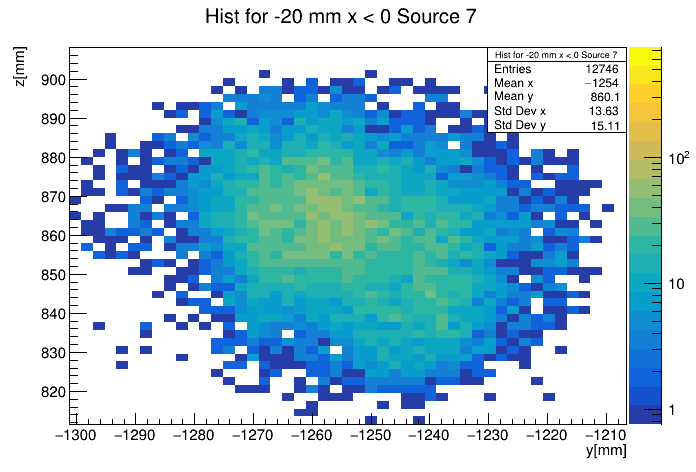 Hist for -20 mm x < 0 Source 7
z[mm]
Hist for -20 mm x < 0 Source 7
Entries 12746
Mean x −1254
Mean y 860.1
Std Dev x 13.63
Std Dev y 15.11
900
890
880
870
860
850
840
830
820
10²
10
1
−1300 −1290 −1280 −1270 −1260 −1250 −1240 −1230 −1220 −1210
y[mm]